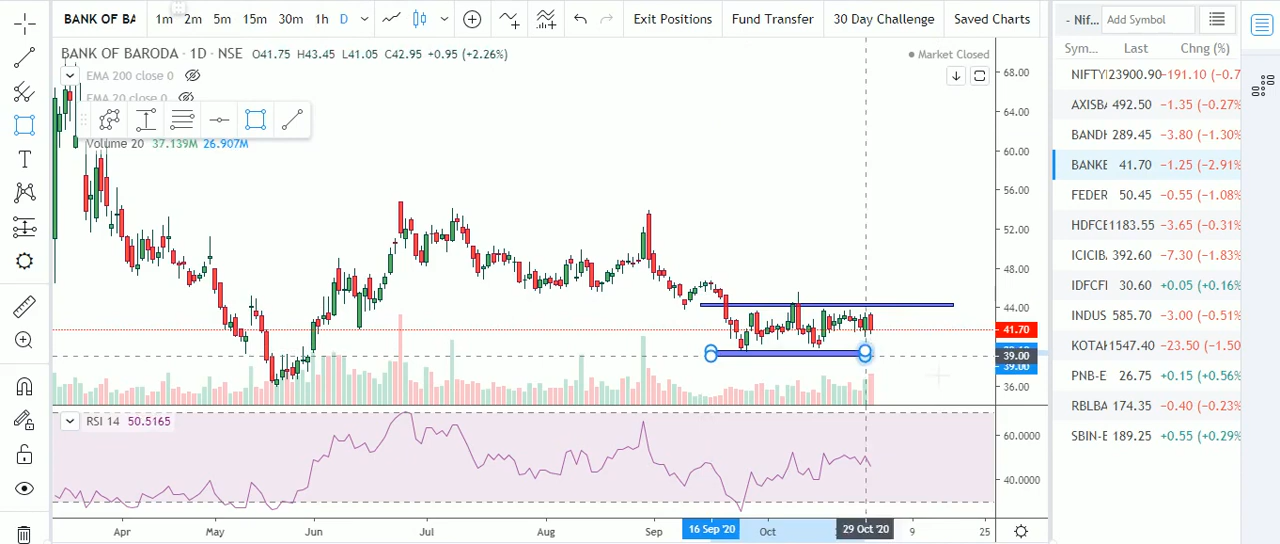 BANK OF BA 1m 2m 5m 15m 30m 1h D Exit Positions Fund Transfer 30 Day Challenge Saved Charts
BANK OF BARODA · 1D · NSE O41.75 H43.45 L41.05 C42.95 +0.95 (+2.26%)
Market Closed
EMA 200 close 0
EMA 20 close 0
Volume 20 37.139M 26.907M
68.00
64.00
60.00
56.00
52.00
48.00
44.00
41.70
39.00
39.00
36.00
RSI 14 50.5165
60.0000
40.0000
Apr May Jun Jul Aug Sep 16 Sep '20 Oct 29 Oct '20 9 25
- Nif... Add Symbol
Sym... Last Chng (%)
NIFTY 23900.90 -191.10 (-0.7
AXISB 492.50 -1.35 (-0.27%
BANDH 289.45 -3.80 (-1.30%
BANKE 41.70 -1.25 (-2.91%
FEDER 50.45 -0.55 (-1.08%
HDFC 1183.55 -3.65 (-0.31%
ICICIB 392.60 -7.30 (-1.83%
IDFCFI 30.60 +0.05 (+0.16%
INDUS 585.70 -3.00 (-0.51%
KOTA 1547.40 -23.50 (-1.50
PNB-E 26.75 +0.15 (+0.56%
RBLBA 174.35 -0.40 (-0.23%
SBIN-E 189.25 +0.55 (+0.29%